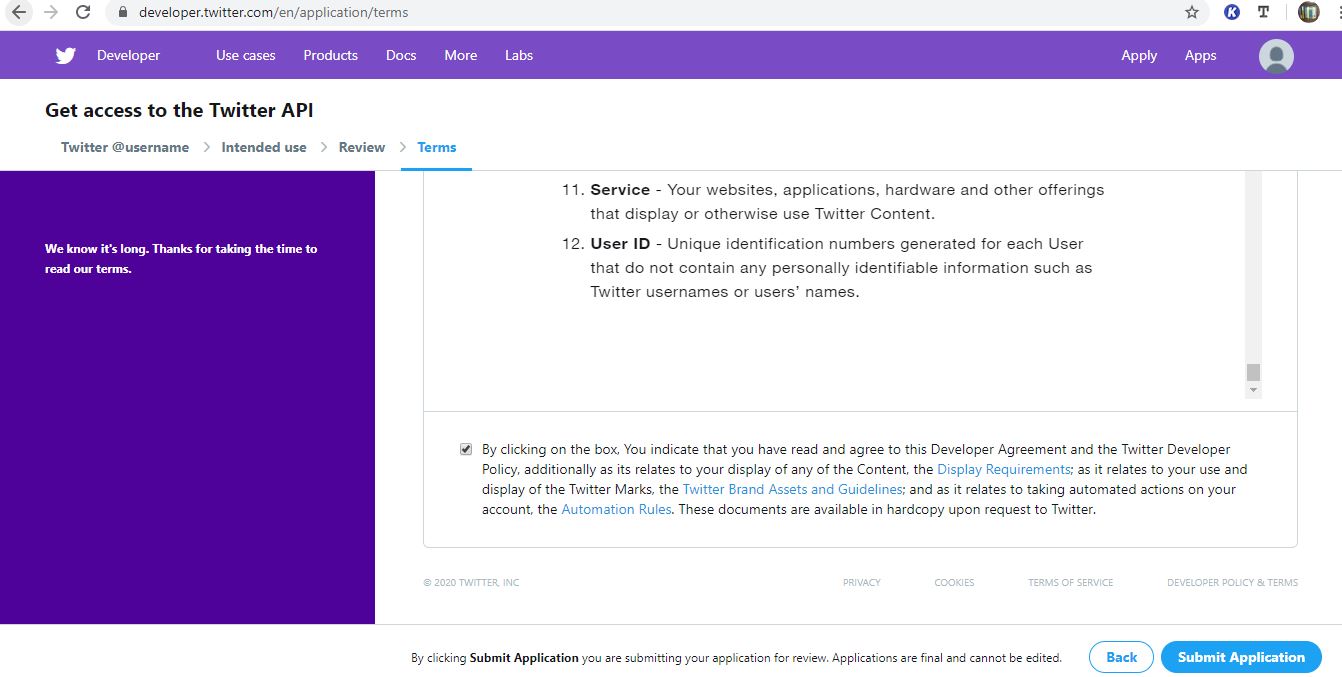 developer.twitter.com/en/application/terms
Developer Use cases Products Docs More Labs Apply Apps
Get access to the Twitter API
Twitter @username > Intended use > Review > Terms
We know it's long. Thanks for taking the time to
read our terms.
11. Service - Your websites, applications, hardware and other offerings
that display or otherwise use Twitter Content.
12. User ID - Unique identification numbers generated for each User
that do not contain any personally identifiable information such as
Twitter usernames or users’ names.
By clicking on the box, You indicate that you have read and agree to this Developer Agreement and the Twitter Developer
Policy, additionally as its relates to your display of any of the Content, the Display Requirements; as it relates to your use and
display of the Twitter Marks, the Twitter Brand Assets and Guidelines; and as it relates to taking automated actions on your
account, the Automation Rules. These documents are available in hardcopy upon request to Twitter.
© 2020 TWITTER, INC PRIVACY COOKIES TERMS OF SERVICE DEVELOPER POLICY & TERMS
By clicking Submit Application you are submitting your application for review. Applications are final and cannot be edited. Back Submit Application